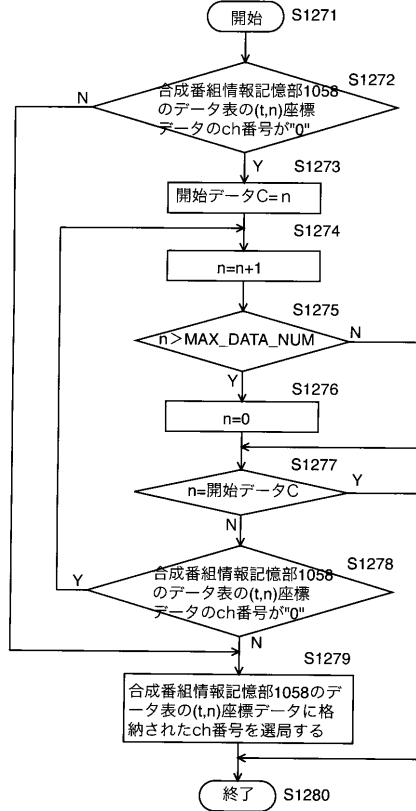 開始
S1271
S1272
合成番組情報記憶部1058
のデータ表の(t,n)座標
データのch番号が"0"
N
Y
S1273
開始データC=n
S1274
n=n+1
S1275
n>MAX_DATA_NUM
N
Y
S1276
n=0
S1277
n=開始データC
Y
N
S1278
合成番組情報記憶部1058
のデータ表の(t,n)座標
データのch番号が"0"
Y
N
S1279
合成番組情報記憶部1058のデ
ータ表の(t,n)座標データに格
納されたch番号を選局する
終了
S1280